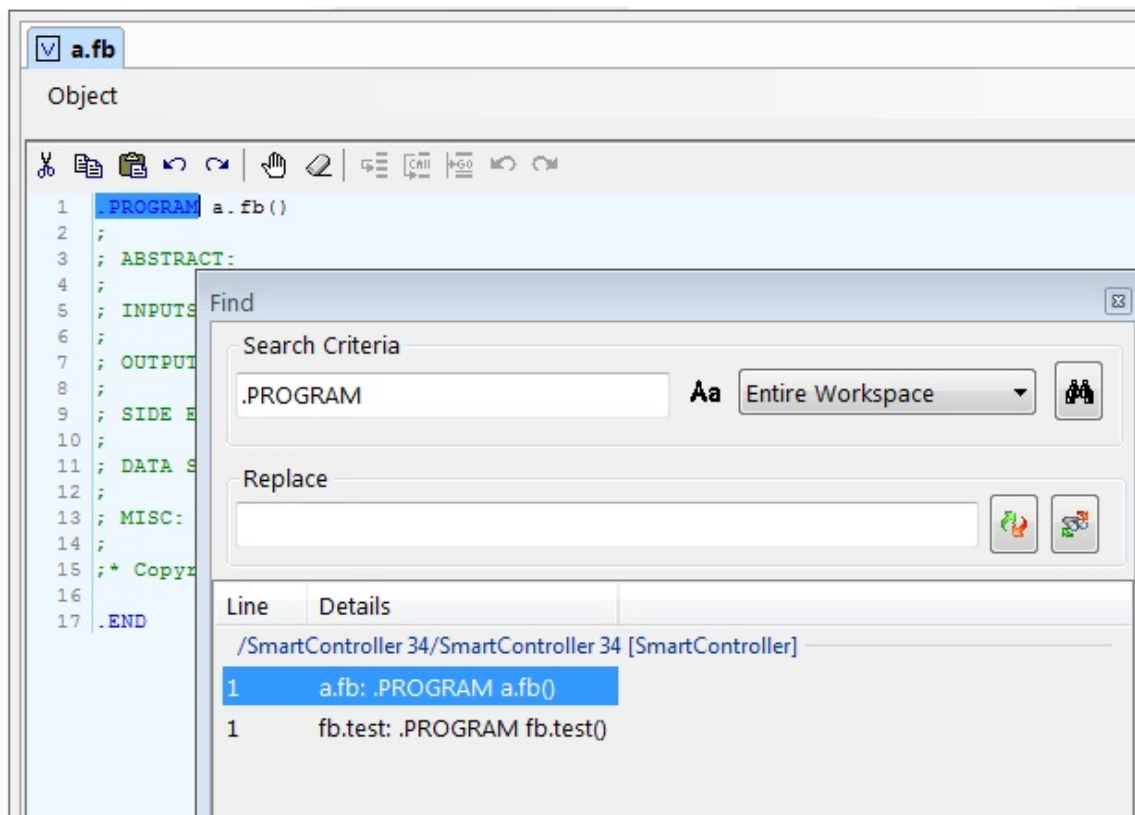 a.fb
Object
CALL GO
1 .PROGRAM a.fb()
2 ;
3 ; ABSTRACT:
4 ;
5 ; INPUTS
6 ;
7 ; OUTPUT
8 ;
9 ; SIDE E
10 ;
11 ; DATA S
12 ;
13 ; MISC:
14 ;
15 ;* Copyr
16
17 .END
Find
Search Criteria
.PROGRAM Aa Entire Workspace
Replace
Line Details
/SmartController 34/SmartController 34 [SmartController]
1 a.fb: .PROGRAM a.fb()
1 fb.test: .PROGRAM fb.test()